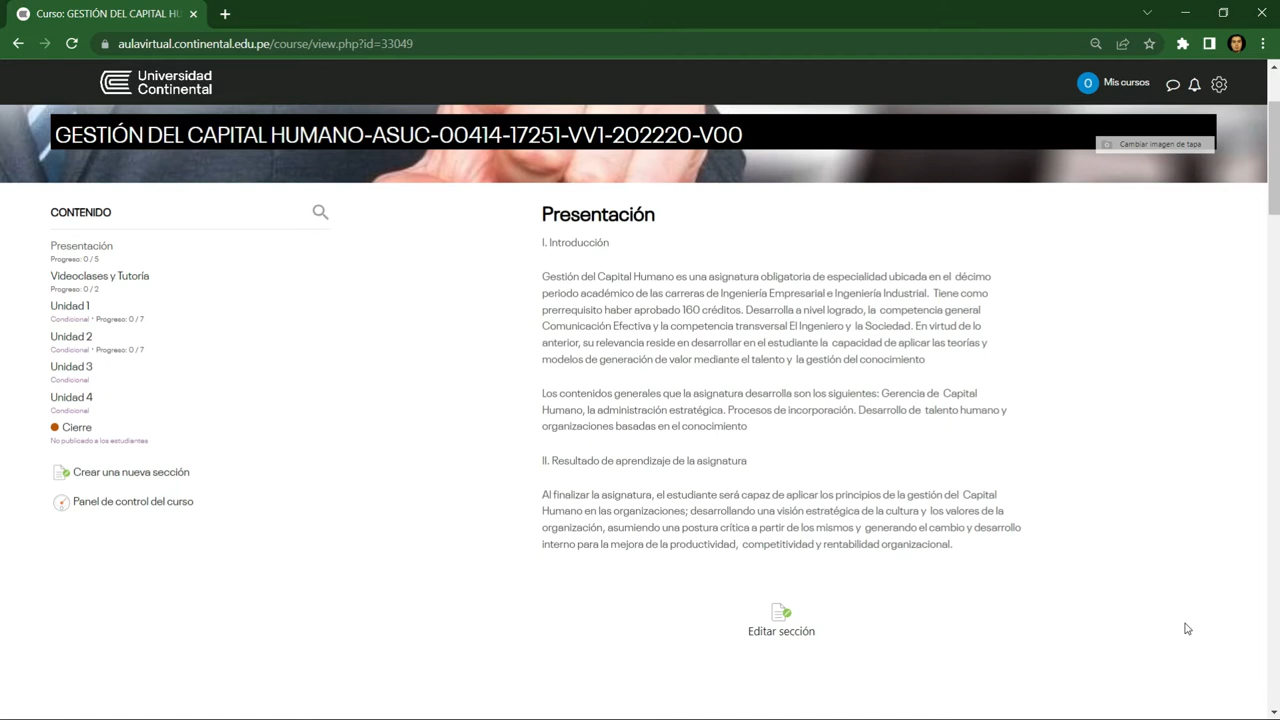 Curso: GESTIÓN DEL CAPITAL HU
aulavirtual.continental.edu.pe/course/view.php?id=33049
Universidad
Continental
O
Mis cursos
GESTIÓN DEL CAPITAL HUMANO-ASUC-00414-17251-VV1-202220-V00
Cambiar imagen de tapa
CONTENIDO
Presentación
Progreso: 0 / 5
Videoclases y Tutoría
Progreso: 0 / 2
Unidad 1
Condicional · Progreso: 0 / 7
Unidad 2
Condicional · Progreso: 0 / 7
Unidad 3
Condicional
Unidad 4
Condicional
Cierre
No publicado a los estudiantes
Crear una nueva sección
Panel de control del curso
Presentación
I. Introducción
Gestión del Capital Humano es una asignatura obligatoria de especialidad ubicada en el décimo
periodo académico de las carreras de Ingeniería Empresarial e Ingeniería Industrial. Tiene como
prerrequisito haber aprobado 160 créditos. Desarrolla a nivel logrado, la competencia general
Comunicación Efectiva y la competencia transversal El Ingeniero y la Sociedad. En virtud de lo
anterior, su relevancia reside en desarrollar en el estudiante la capacidad de aplicar las teorías y
modelos de generación de valor mediante el talento y la gestión del conocimiento
Los contenidos generales que la asignatura desarrolla son los siguientes: Gerencia de Capital
Humano, la administración estratégica. Procesos de incorporación. Desarrollo de talento humano y
organizaciones basadas en el conocimiento
II. Resultado de aprendizaje de la asignatura
Al finalizar la asignatura, el estudiante será capaz de aplicar los principios de la gestión del Capital
Humano en las organizaciones; desarrollando una visión estratégica de la cultura y los valores de la
organización, asumiendo una postura crítica a partir de los mismos y generando el cambio y desarrollo
interno para la mejora de la productividad, competitividad y rentabilidad organizacional.
Editar sección